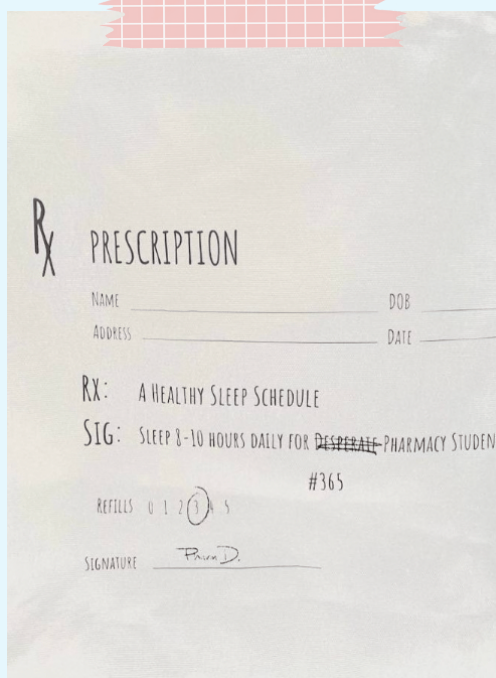 Rx
PRESCRIPTION
NAME
DOB
ADDRESS
DATE
RX: A HEALTHY SLEEP SCHEDULE
SIG: SLEEP 8-10 HOURS DAILY FOR DESPERATE PHARMACY STUDEN
#365
REFILLS 0 1 2 3 4 5
SIGNATURE Pharm D.